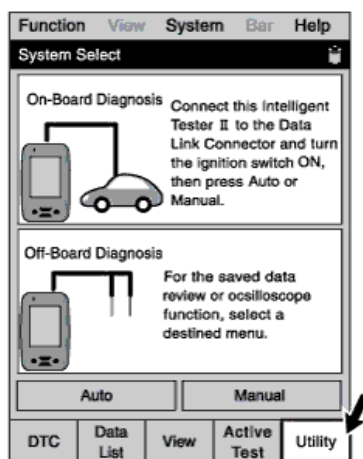 Function View System Bar Help
System Select
On-Board Diagnosis
Connect this Intelligent
Tester II to the Data
Link Connector and turn
the ignition switch ON,
then press Auto or
Manual.
Off-Board Diagnosis
For the saved data
review or ocsilloscope
function, select a
destined menu.
Auto Manual
DTC Data List View Active Test Utility